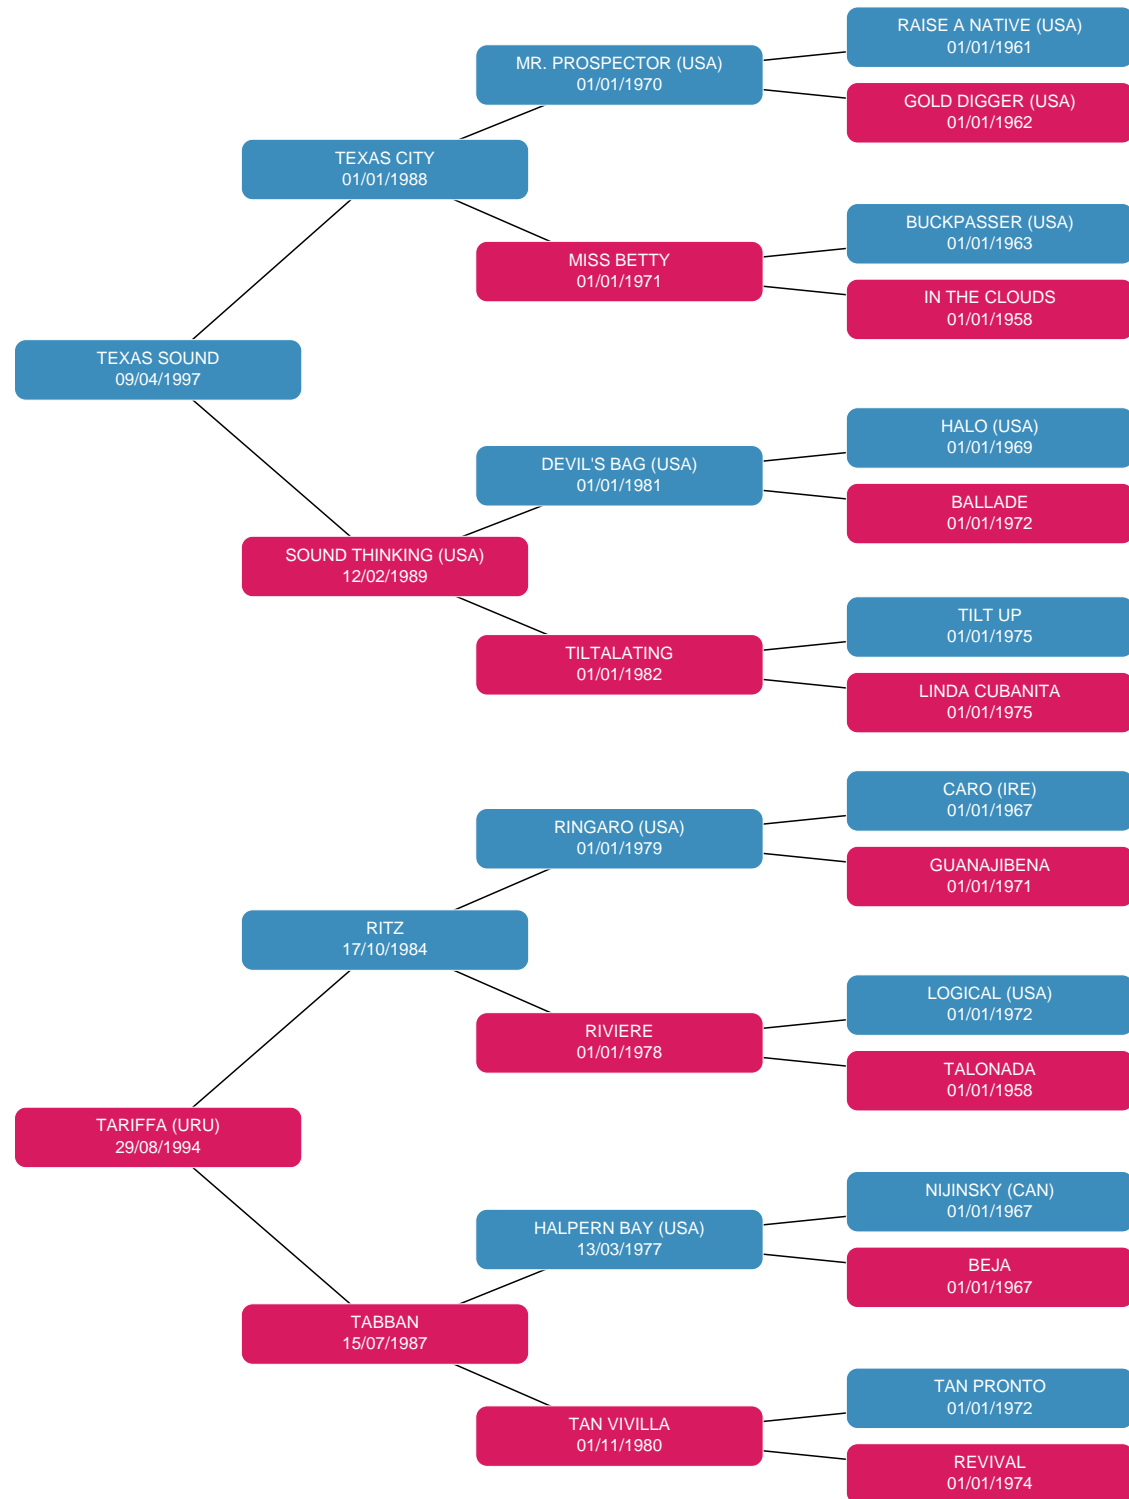 RAISE A NATIVE (USA)
01/01/1961
MR. PROSPECTOR (USA)
01/01/1970
GOLD DIGGER (USA)
01/01/1962
TEXAS CITY
01/01/1988
BUCKPASSER (USA)
01/01/1963
MISS BETTY
01/01/1971
IN THE CLOUDS
01/01/1958
TEXAS SOUND
09/04/1997
HALO (USA)
01/01/1969
DEVIL'S BAG (USA)
01/01/1981
BALLADE
01/01/1972
SOUND THINKING (USA)
12/02/1989
TILT UP
01/01/1975
TILTALATING
01/01/1982
LINDA CUBANITA
01/01/1975
CARO (IRE)
01/01/1967
RINGARO (USA)
01/01/1979
GUANAJIBENA
01/01/1971
RITZ
17/10/1984
LOGICAL (USA)
01/01/1972
RIVIERE
01/01/1978
TALONADA
01/01/1958
TARIFFA (URU)
29/08/1994
NIJINSKY (CAN)
01/01/1967
HALPERN BAY (USA)
13/03/1977
BEJA
01/01/1967
TABBAN
15/07/1987
TAN PRONTO
01/01/1972
TAN VIVILLA
01/11/1980
REVIVAL
01/01/1974